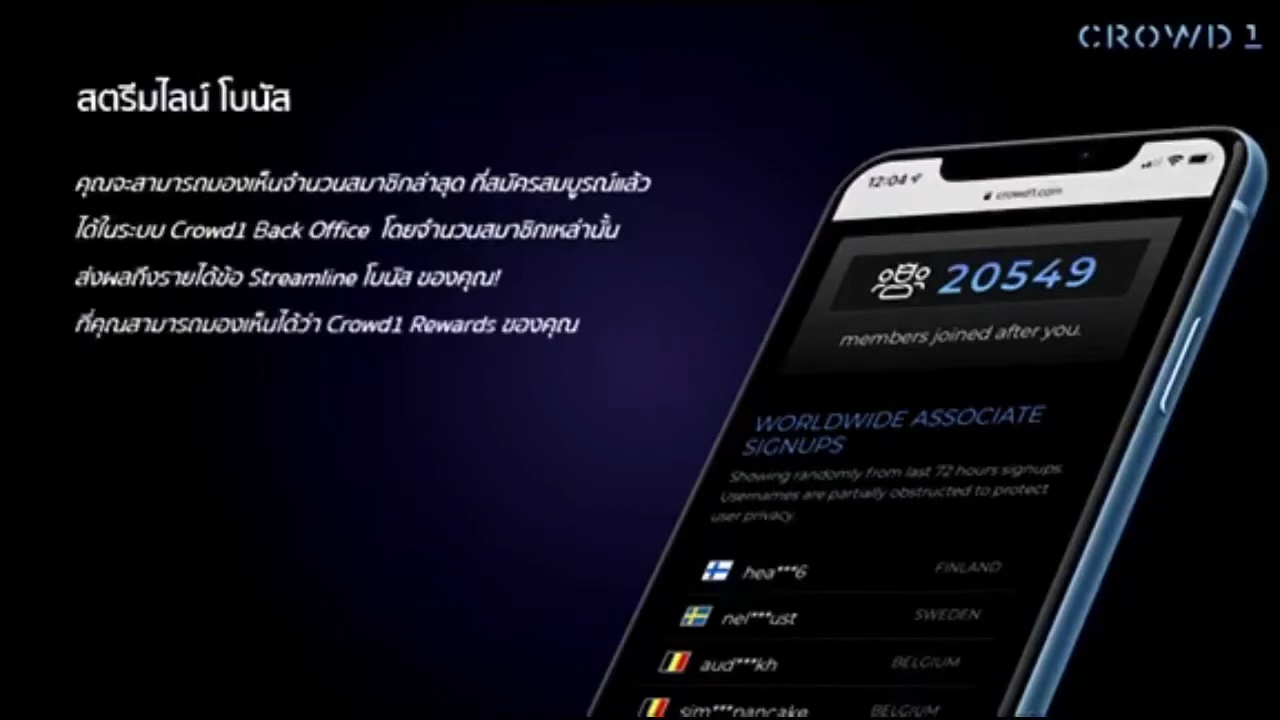 CROWD 1
สตรีมไลน์ โบนัส
คุณจะสามารถมองเห็นจำนวนสมาชิกล่าสุด ที่สมัครสมบูรณ์แล้ว
ได้ในระบบ Crowd1 Back Office โดยจำนวนสมาชิกเหล่านั้น
ส่งผลถึงรายได้ข้อ Streamline โบนัส ของคุณ!
ที่คุณสามารถมองเห็นได้ว่า Crowd1 Rewards ของคุณ
12:04
crowd1.com
20549
members joined after you.
WORLDWIDE ASSOCIATE
SIGNUPS
Showing randomly from last 72 hours signups.
Usernames are partially obstructed to protect
user privacy.
hea***6 FINLAND
nel***ust SWEDEN
aud***kh BELGIUM
sim***pancake BELGIUM